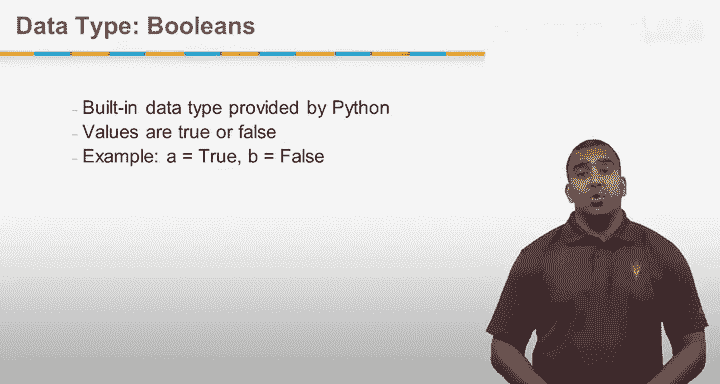 Data Type: Booleans
- Built-in data type provided by Python
- Values are true or false
- Example: a = True, b = False